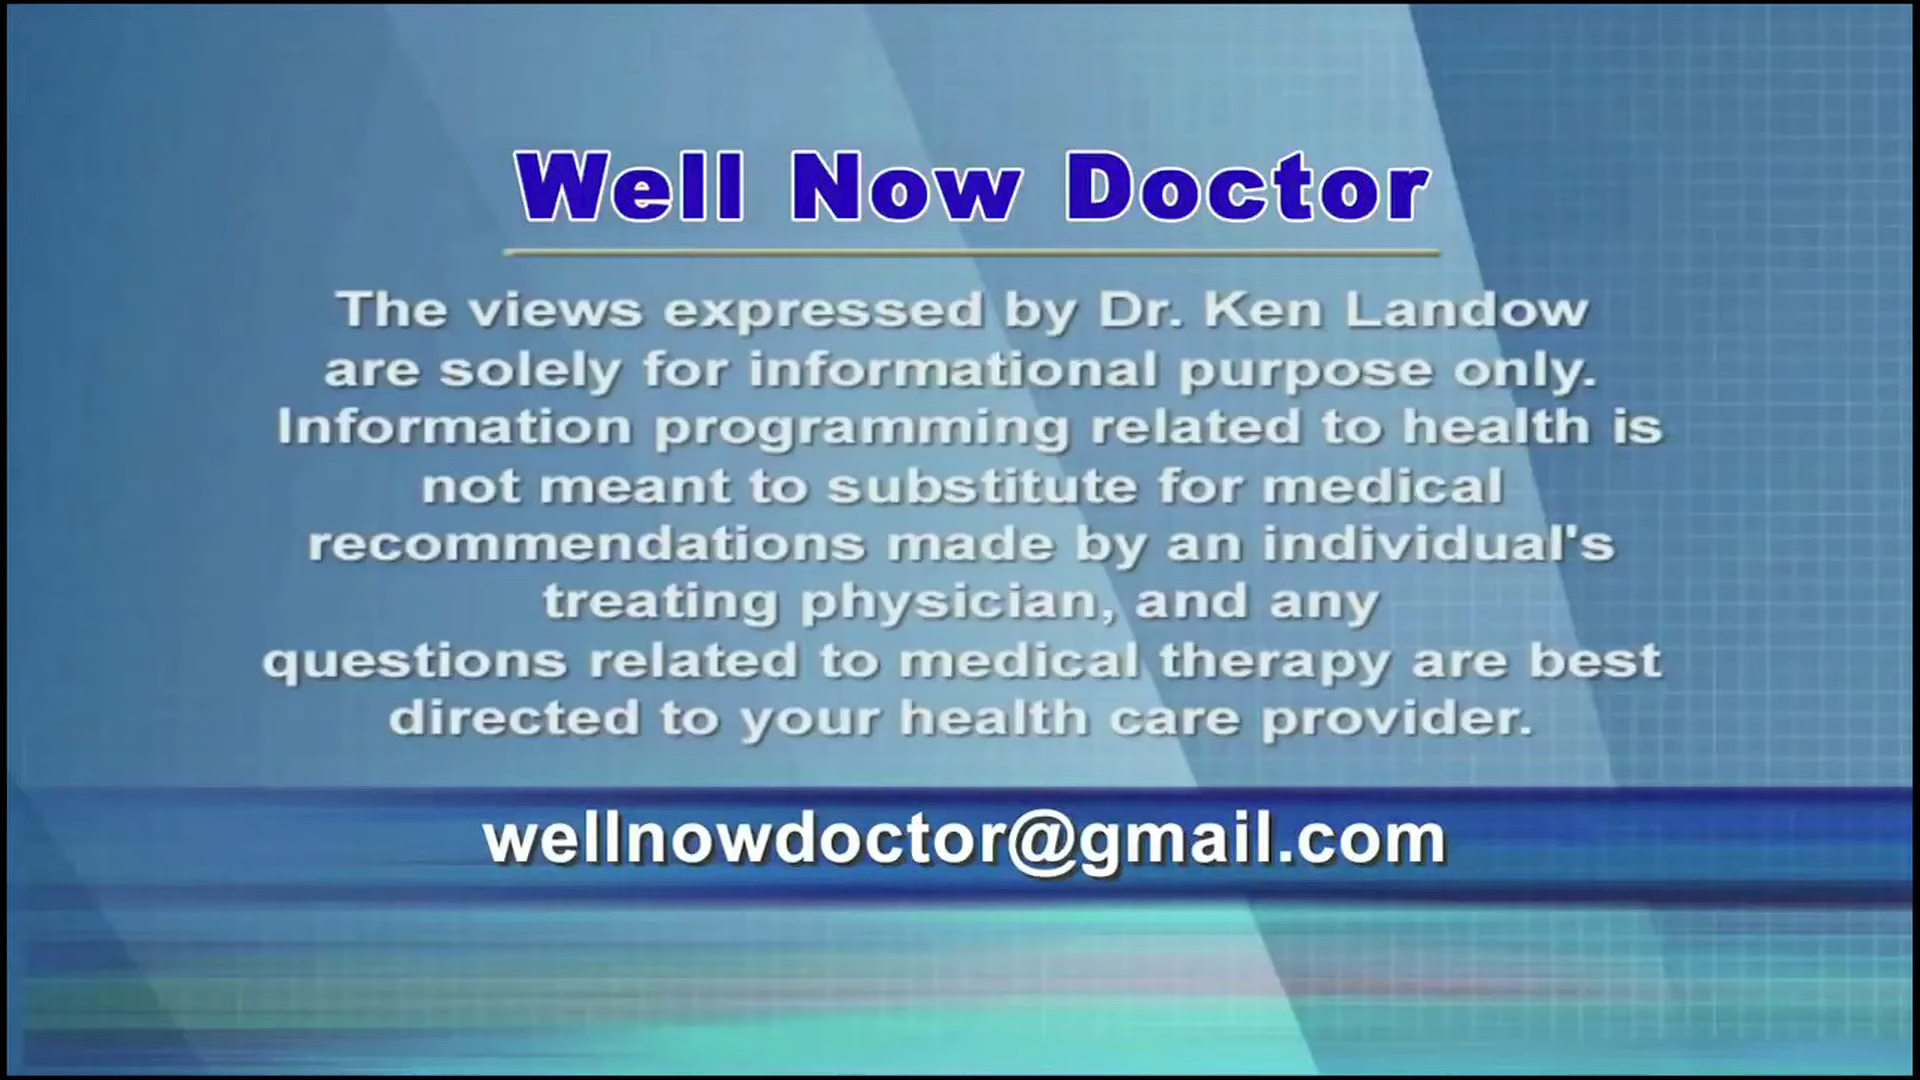 Well Now Doctor
The views expressed by Dr. Ken Landow
are solely for informational purpose only.
Information programming related to health is
not meant to substitute for medical
recommendations made by an individual's
treating physician, and any
questions related to medical therapy are best
directed to your health care provider.
wellnowdoctor@gmail.com